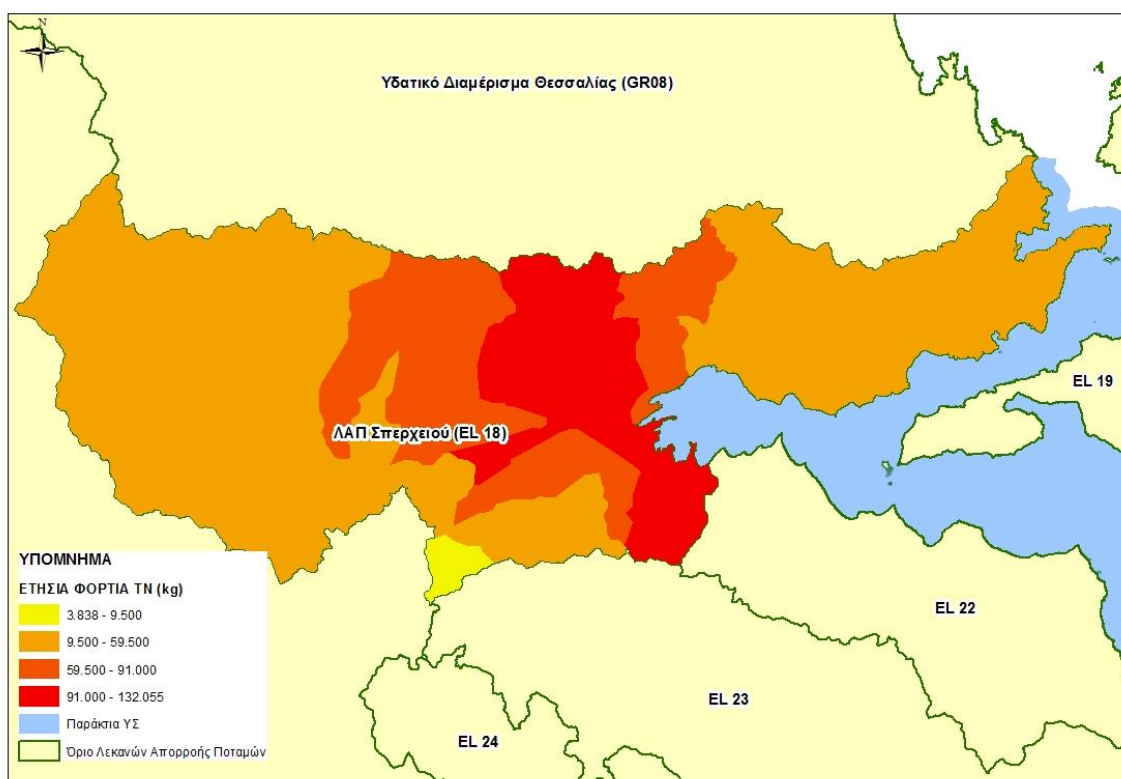 N
Υδατικό Διαμέρισμα Θεσσαλίας (GR08)
EL 19
ΛΑΠ Σπερχειού (EL 18)
EL 22
EL 23
EL 24
ΥΠΟΜΝΗΜΑ
ΕΤΗΣΙΑ ΦΟΡΤΙΑ ΤΝ (kg)
3.838 - 9.500
9.500 - 59.500
59.500 - 91.000
91.000 - 132.055
Παράκτια ΥΣ
Όριο Λεκανών Απορροής Ποταμών